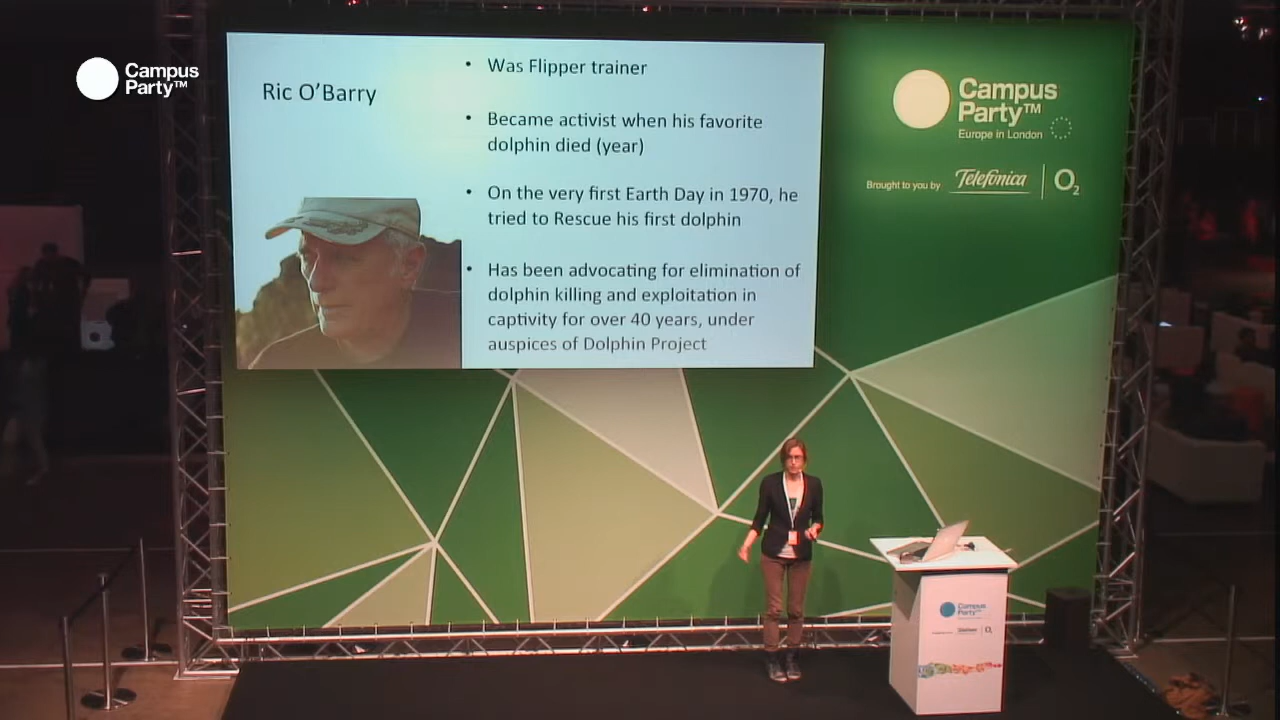 Campus
Party™
Ric O'Barry
• Was Flipper trainer
• Became activist when his favorite
dolphin died (year)
• On the very first Earth Day in 1970, he
tried to Rescue his first dolphin
• Has been advocating for elimination of
dolphin killing and exploitation in
captivity for over 40 years, under
auspices of Dolphin Project
Campus
Party™
Europe in London
Brought to you by Telefónica O2
Campus
Party™